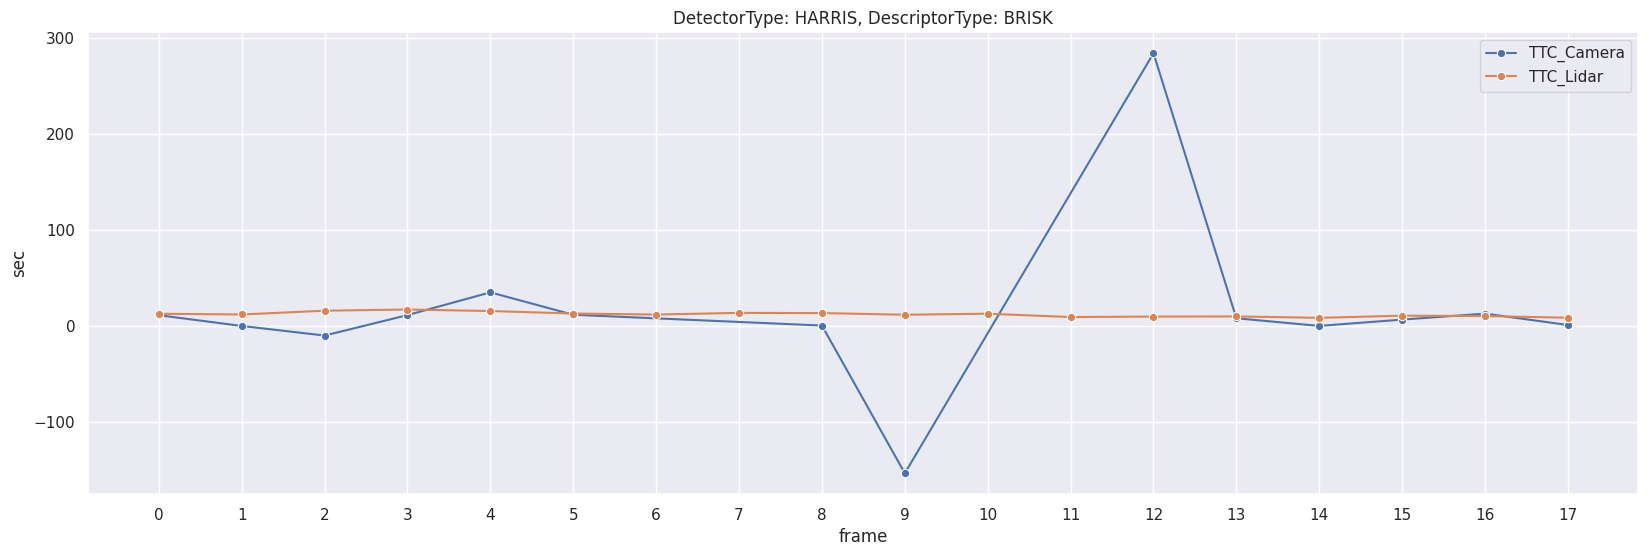 DetectorType: HARRIS, DescriptorType: BRISK
300
200
100
0
−100
sec
TTC_Camera
TTC_Lidar
0 1 2 3 4 5 6 7 8 9 10 11 12 13 14 15 16 17
frame